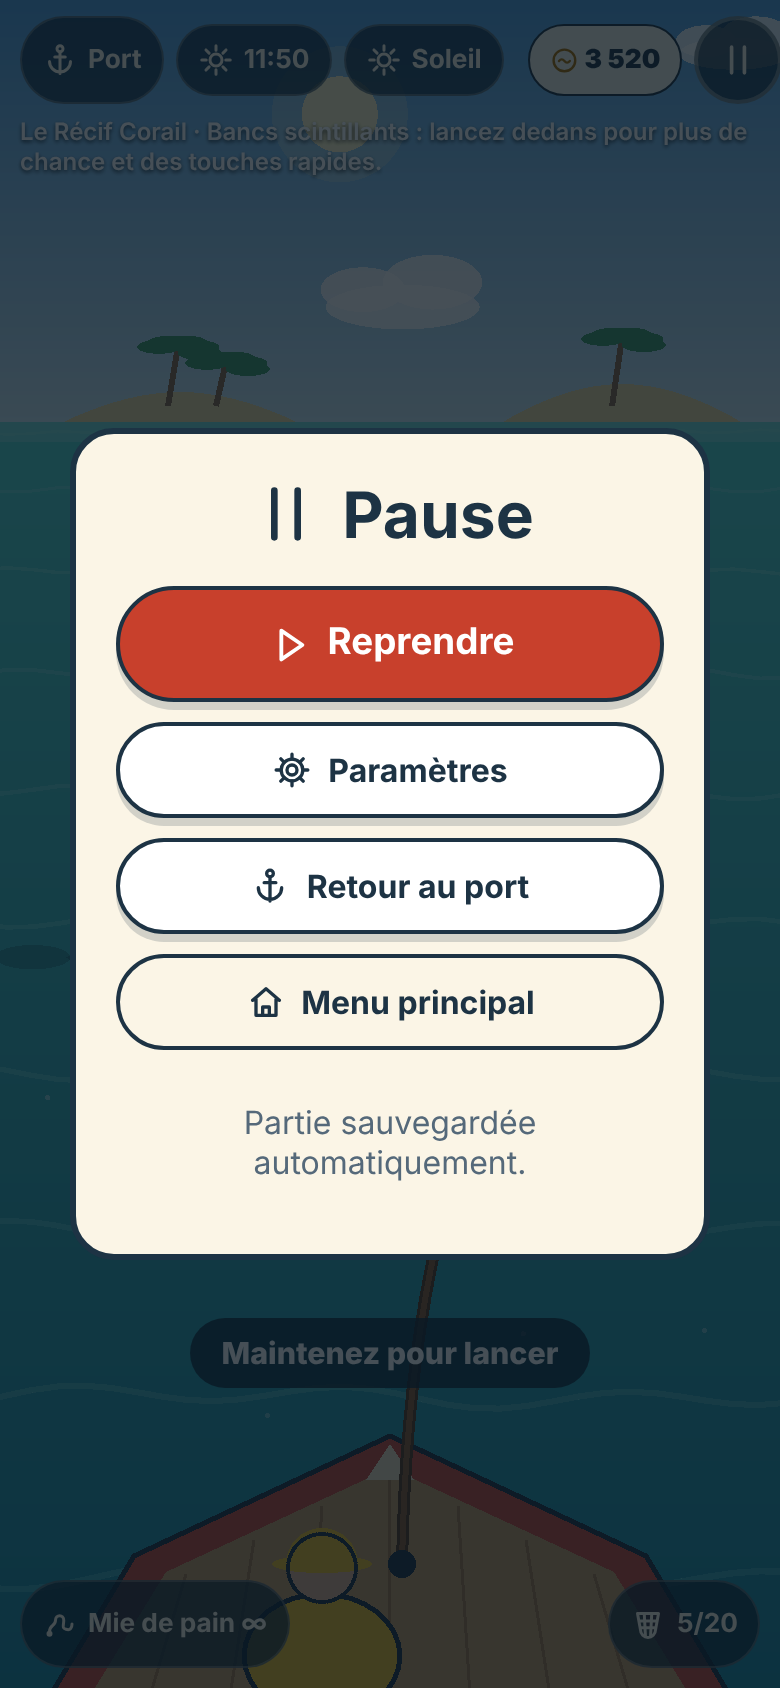 Port
11:50
Soleil
3 520
Le Récif Corail · Bancs scintillants : lancez dedans pour plus de
chance et des touches rapides.
Pause
Reprendre
Paramètres
Retour au port
Menu principal
Partie sauvegardée
automatiquement.
Maintenez pour lancer
Mie de pain ∞
5/20